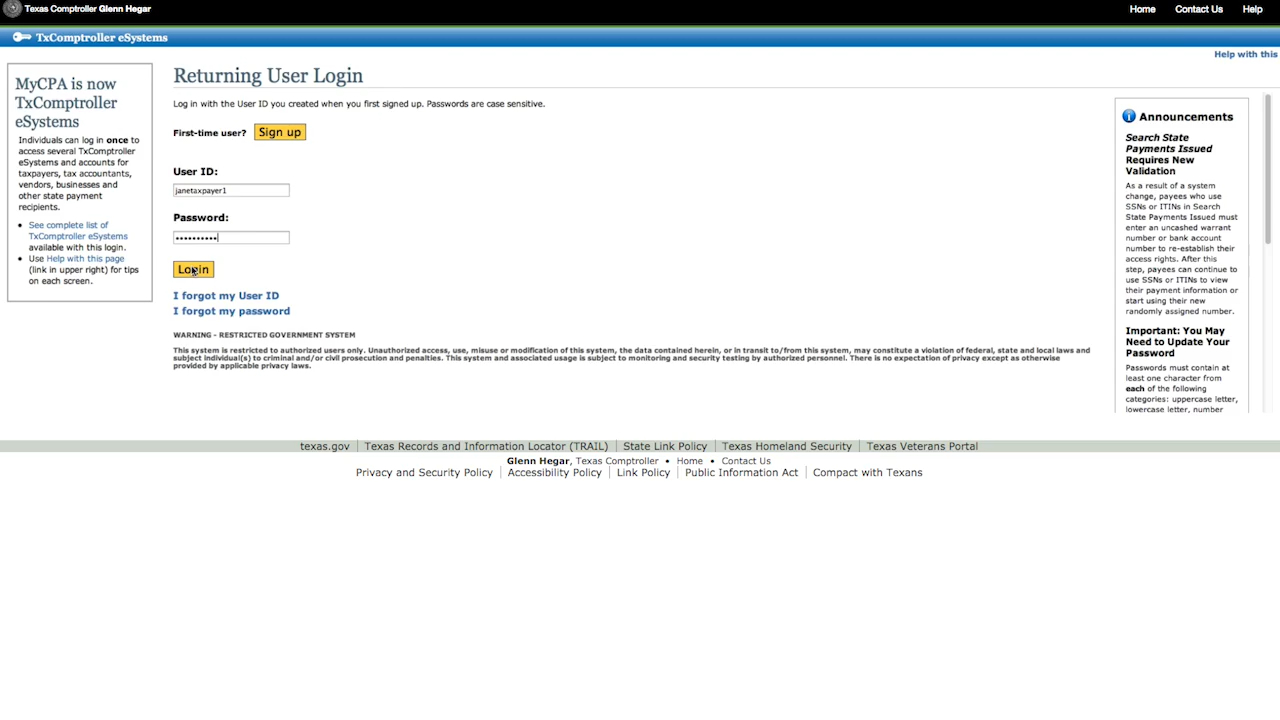 Texas Comptroller Glenn Hegar
Home
Contact Us
Help
TxComptroller eSystems
Help with this
MyCPA is now
TxComptroller
eSystems
Individuals can log in once to
access several TxComptroller
eSystems and accounts for
taxpayers, tax accountants,
vendors, businesses and
other state payment
recipients.
• See complete list of
TxComptroller eSystems
available with this login.
• Use Help with this page
(link in upper right) for tips
on each screen.
Returning User Login
Log in with the User ID you created when you first signed up. Passwords are case sensitive.
First-time user? Sign up
User ID:
janetaxpayer1
Password:
••••••••••
Login
I forgot my User ID
I forgot my password
WARNING - RESTRICTED GOVERNMENT SYSTEM
This system is restricted to authorized users only. Unauthorized access, use, misuse or modification of this system, the data contained herein, or in transit to/from this system, may constitute a violation of federal, state and local laws and
subject individual(s) to criminal and/or civil prosecution and penalties. This system and associated usage is subject to monitoring and security testing by authorized personnel. There is no expectation of privacy except as otherwise
provided by applicable privacy laws.
Announcements
Search State
Payments Issued
Requires New
Validation
As a result of a system
change, payees who use
SSNs or ITINs in Search
State Payments Issued must
enter an uncashed warrant
number or bank account
number to re-establish their
access rights. After this
step, payees can continue to
use SSNs or ITINs to view
their payment information or
start using their new
randomly assigned number.
Important: You May
Need to Update Your
Password
Passwords must contain at
least one character from
each of the following
categories: uppercase letter,
lowercase letter, number
texas.gov | Texas Records and Information Locator (TRAIL) | State Link Policy | Texas Homeland Security | Texas Veterans Portal
Glenn Hegar, Texas Comptroller • Home • Contact Us
Privacy and Security Policy | Accessibility Policy | Link Policy | Public Information Act | Compact with Texans